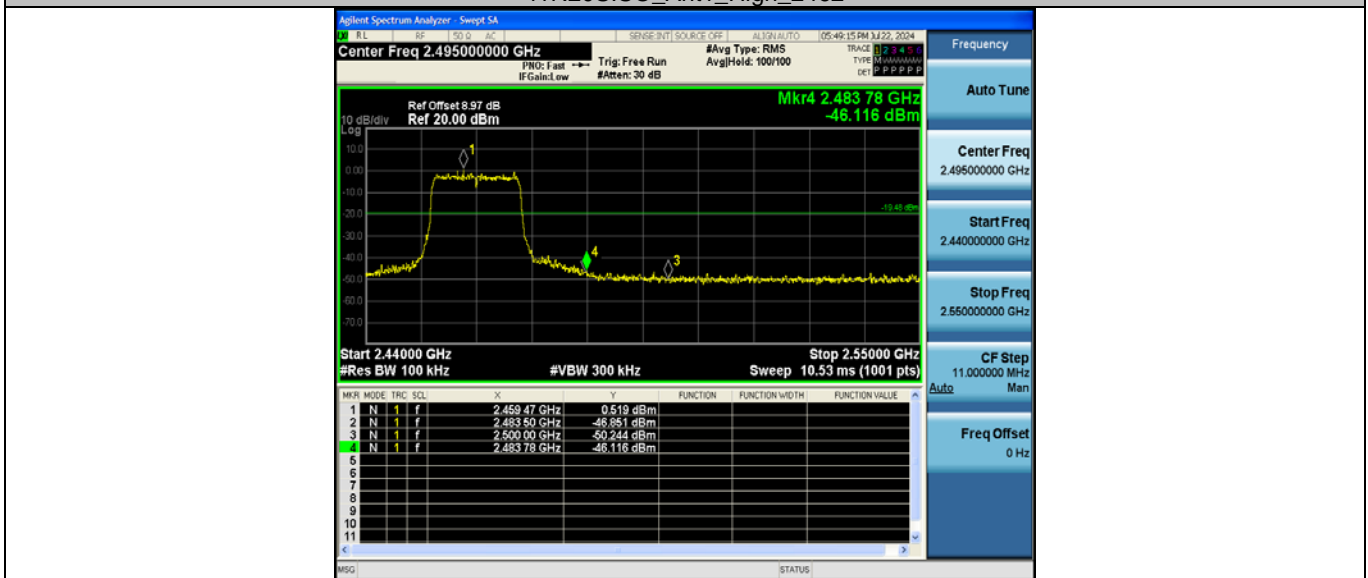 Agilent Spectrum Analyzer - Swept SA
RL RF 50 Ω AC SENSE:INT SOURCE OFF ALIGN AUTO 05:49:15 PM Jul 22, 2024
Center Freq 2.495000000 GHz
PNO: Fast
IFGain:Low
Trig: Free Run
#Atten: 30 dB
#Avg Type: RMS
Avg|Hold: 100/100
TRACE 1 2 3 4 5 6
TYPE M
DET P P P P P P
Mkr4 2.483 78 GHz
-46.116 dBm
Ref Offset 8.97 dB
10 dB/div Ref 20.00 dBm
Log
10.0
0.00
-10.0
-20.0
-30.0
-40.0
-50.0
-60.0
-70.0
-19.48 dBm
1
4
3
Start 2.44000 GHz Stop 2.55000 GHz
#Res BW 100 kHz #VBW 300 kHz Sweep 10.53 ms (1001 pts)
MKR MODE TRC SCL X Y FUNCTION FUNCTION WIDTH FUNCTION VALUE
1 N 1 f 2.459 47 GHz 0.519 dBm
2 N 1 f 2.483 50 GHz -46.851 dBm
3 N 1 f 2.500 00 GHz -50.244 dBm
4 N 1 f 2.483 78 GHz -46.116 dBm
5
6
7
8
9
10
11
MSG STATUS
Frequency
Auto Tune
Center Freq
2.495000000 GHz
Start Freq
2.440000000 GHz
Stop Freq
2.550000000 GHz
CF Step
11.000000 MHz
Auto Man
Freq Offset
0 Hz